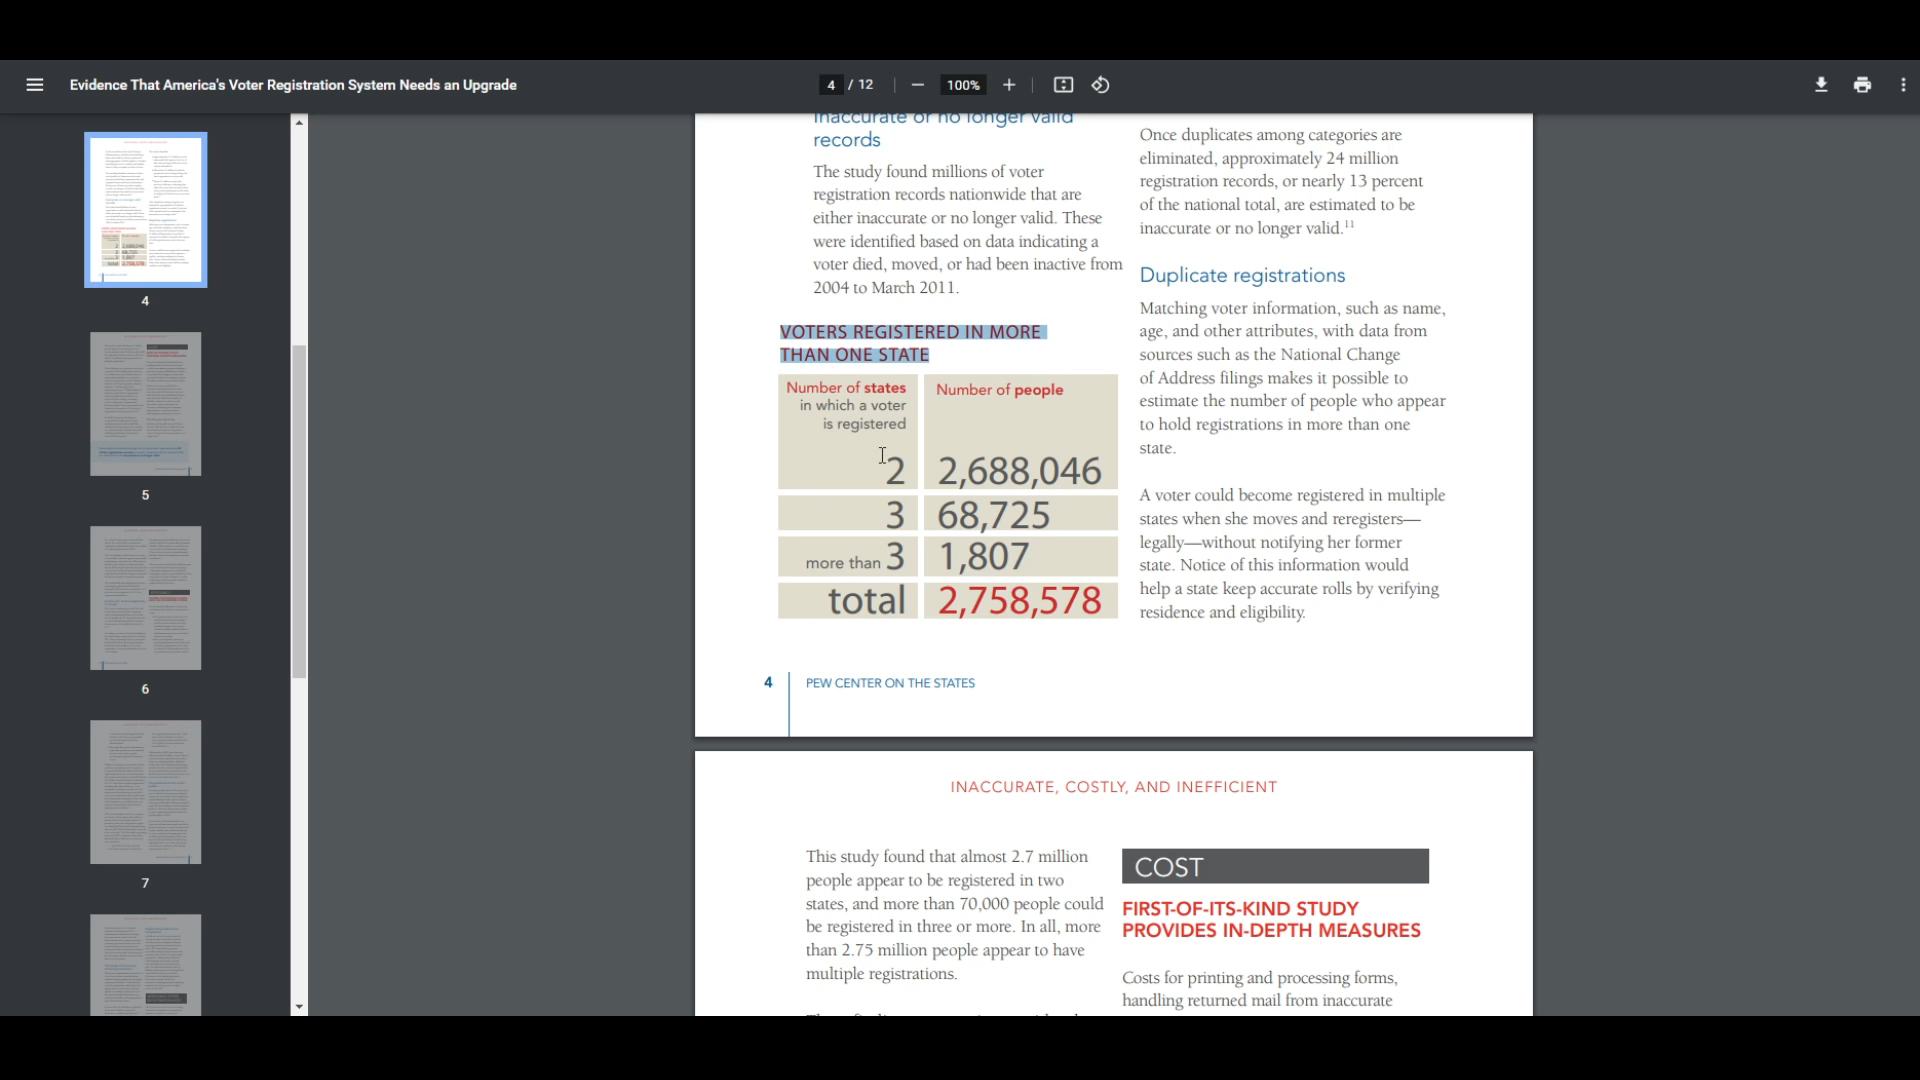 Evidence That America's Voter Registration System Needs an Upgrade
4 / 12
100%
4
5
6
7
Inaccurate or no longer valid
records
The study found millions of voter
registration records nationwide that are
either inaccurate or no longer valid. These
were identified based on data indicating a
voter died, moved, or had been inactive from
2004 to March 2011.
VOTERS REGISTERED IN MORE
THAN ONE STATE
Number of states
in which a voter
is registered
Number of people
2 2,688,046
3 68,725
more than 3 1,807
total 2,758,578
Once duplicates among categories are
eliminated, approximately 24 million
registration records, or nearly 13 percent
of the national total, are estimated to be
inaccurate or no longer valid.11
Duplicate registrations
Matching voter information, such as name,
age, and other attributes, with data from
sources such as the National Change
of Address filings makes it possible to
estimate the number of people who appear
to hold registrations in more than one
state.
A voter could become registered in multiple
states when she moves and reregisters—
legally—without notifying her former
state. Notice of this information would
help a state keep accurate rolls by verifying
residence and eligibility.
4 PEW CENTER ON THE STATES
INACCURATE, COSTLY, AND INEFFICIENT
This study found that almost 2.7 million
people appear to be registered in two
states, and more than 70,000 people could
be registered in three or more. In all, more
than 2.75 million people appear to have
multiple registrations.
COST
FIRST-OF-ITS-KIND STUDY
PROVIDES IN-DEPTH MEASURES
Costs for printing and processing forms,
handling returned mail from inaccurate